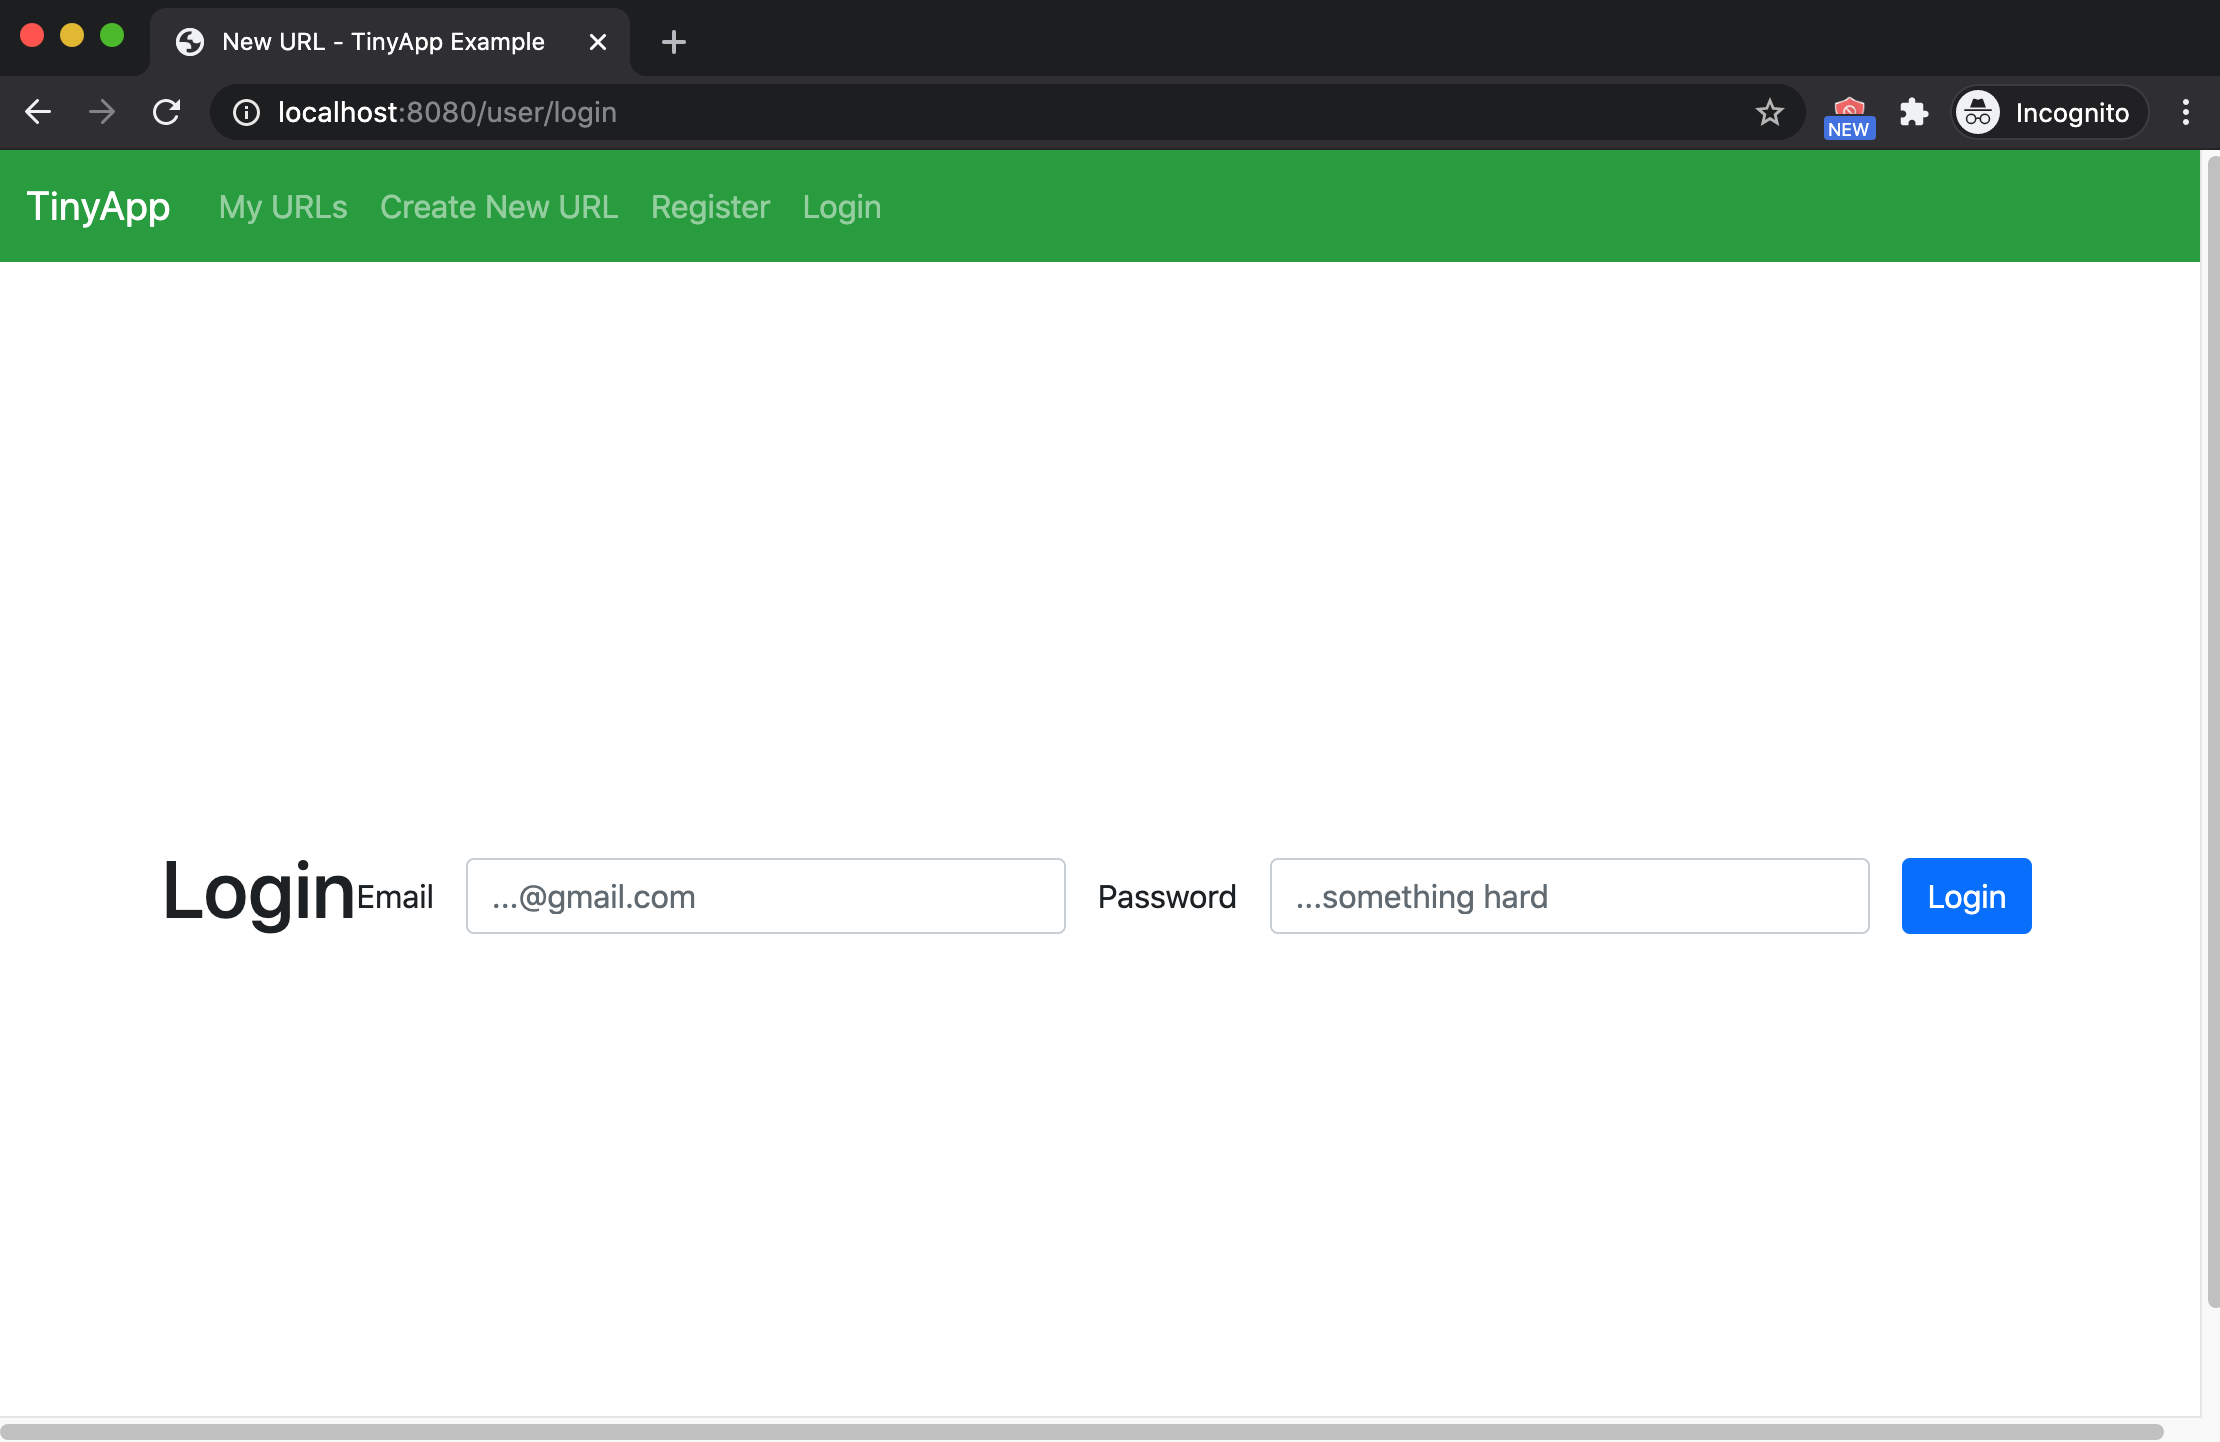 New URL - TinyApp Example
localhost:8080/user/login
NEW
Incognito
TinyApp My URLs Create New URL Register Login
Login Email ...@gmail.com Password ...something hard Login